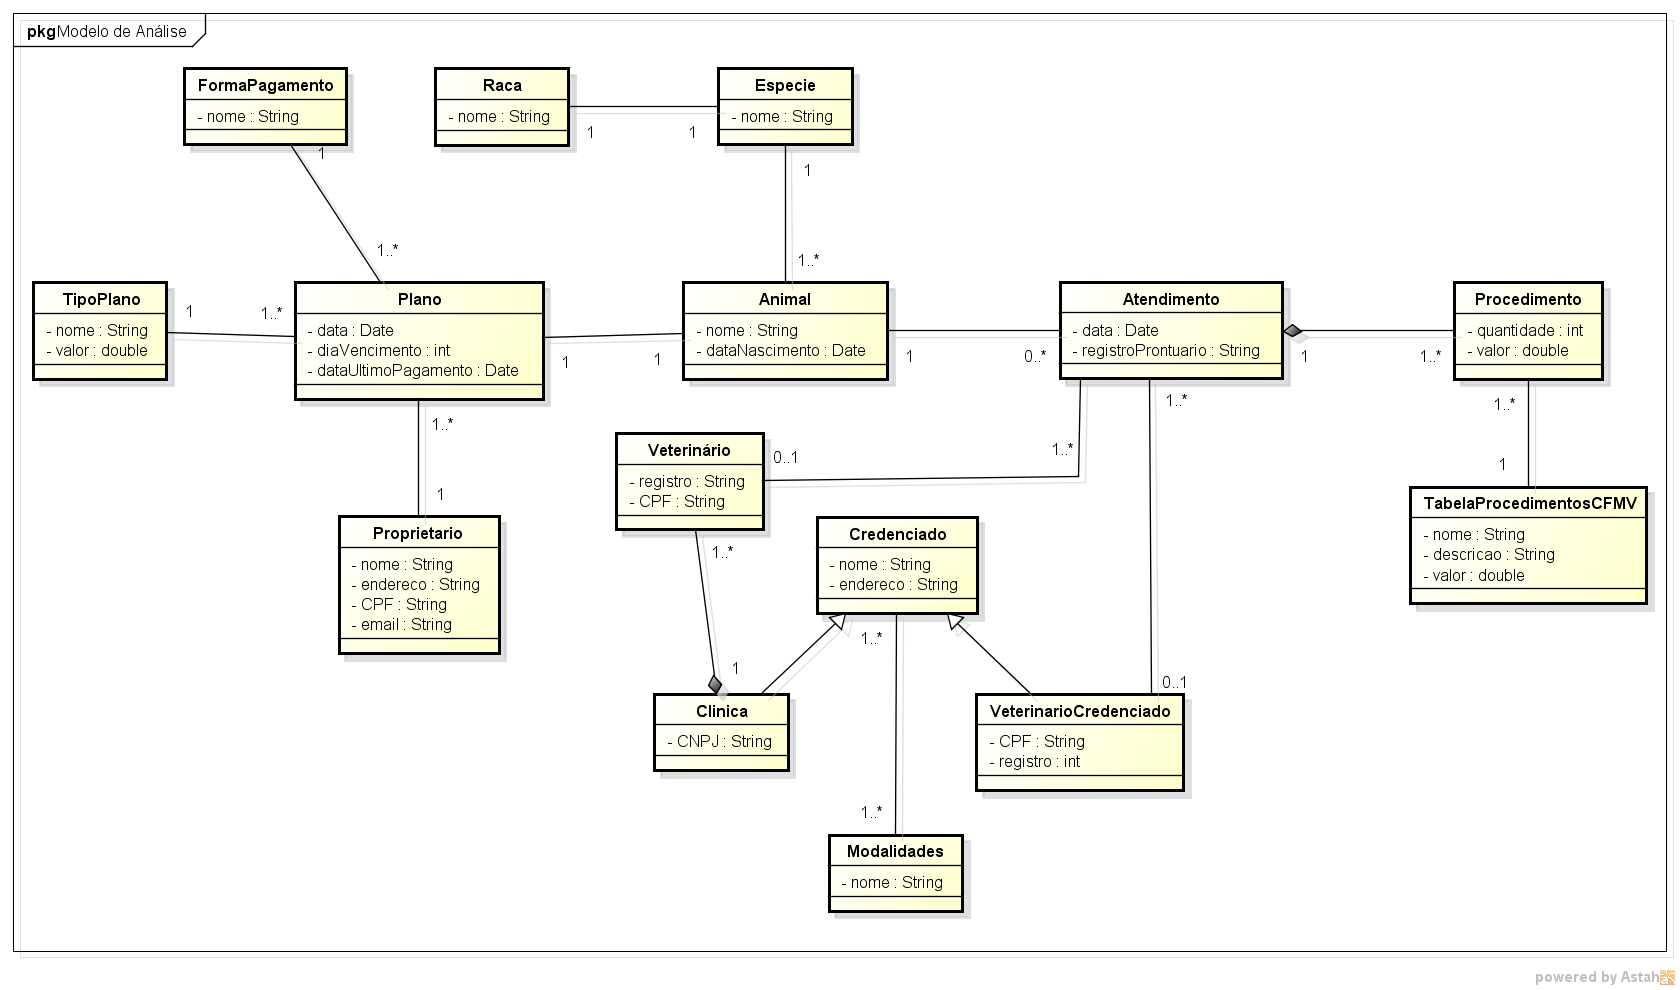 pkg Modelo de Análise
FormaPagamento
- nome : String
Raca
- nome : String
Especie
- nome : String
1
1
1
1
1..*
1..*
TipoPlano
- nome : String
- valor : double
1
1..*
Plano
- data : Date
- diaVencimento : int
- dataUltimoPagamento : Date
1
1
Animal
- nome : String
- dataNascimento : Date
1
0..*
Atendimento
- data : Date
- registroProntuario : String
1
1..*
Procedimento
- quantidade : int
- valor : double
1..*
1
1..*
1
1..*
1..*
0..1
Veterinário
- registro : String
- CPF : String
TabelaProcedimentosCFMV
- nome : String
- descricao : String
- valor : double
Proprietario
- nome : String
- endereco : String
- CPF : String
- email : String
Credenciado
- nome : String
- endereco : String
1..*
1
1..*
0..1
Clinica
- CNPJ : String
VeterinarioCredenciado
- CPF : String
- registro : int
1..*
Modalidades
- nome : String
powered by Astah